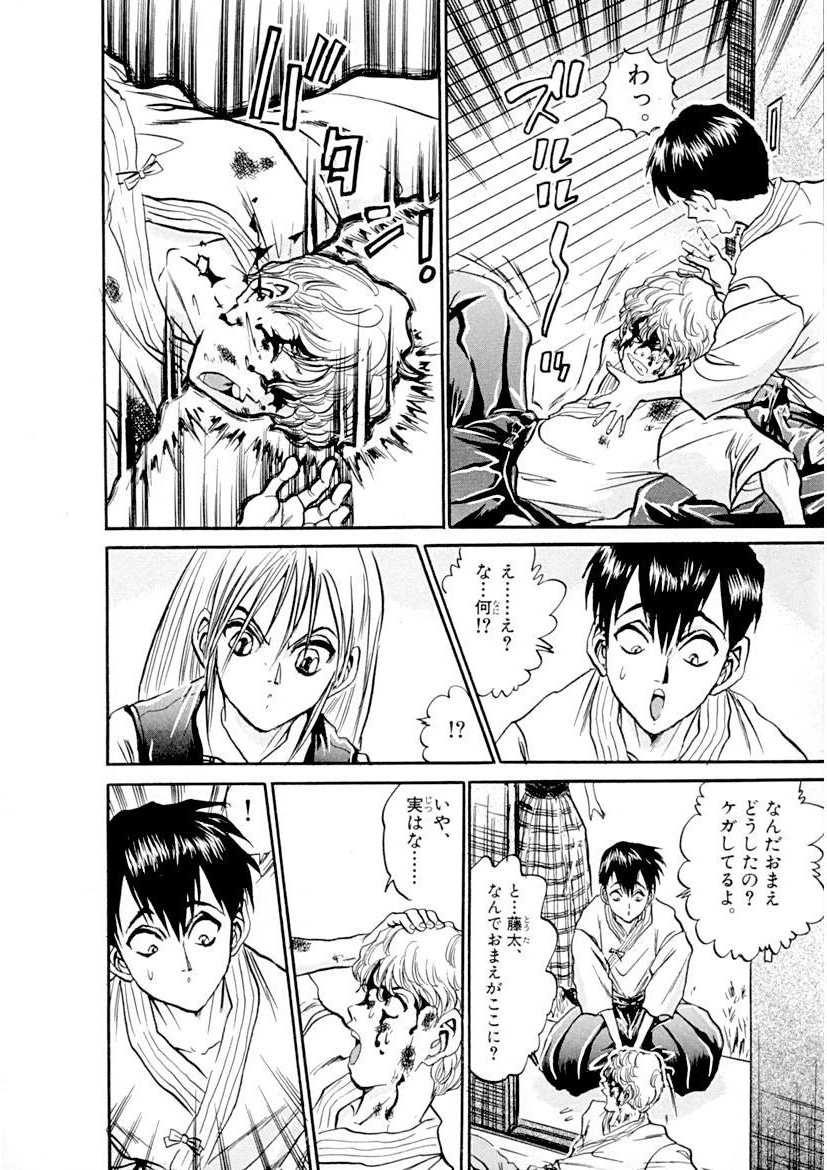 わっ。
ズルルル〜〜
バタン!
え………え?
な…何!?
!?
なんだおまえ
どうしたの?
ケガしてるよ。
と…藤太、
なんでおまえがここに?
いや、
実はな……
!